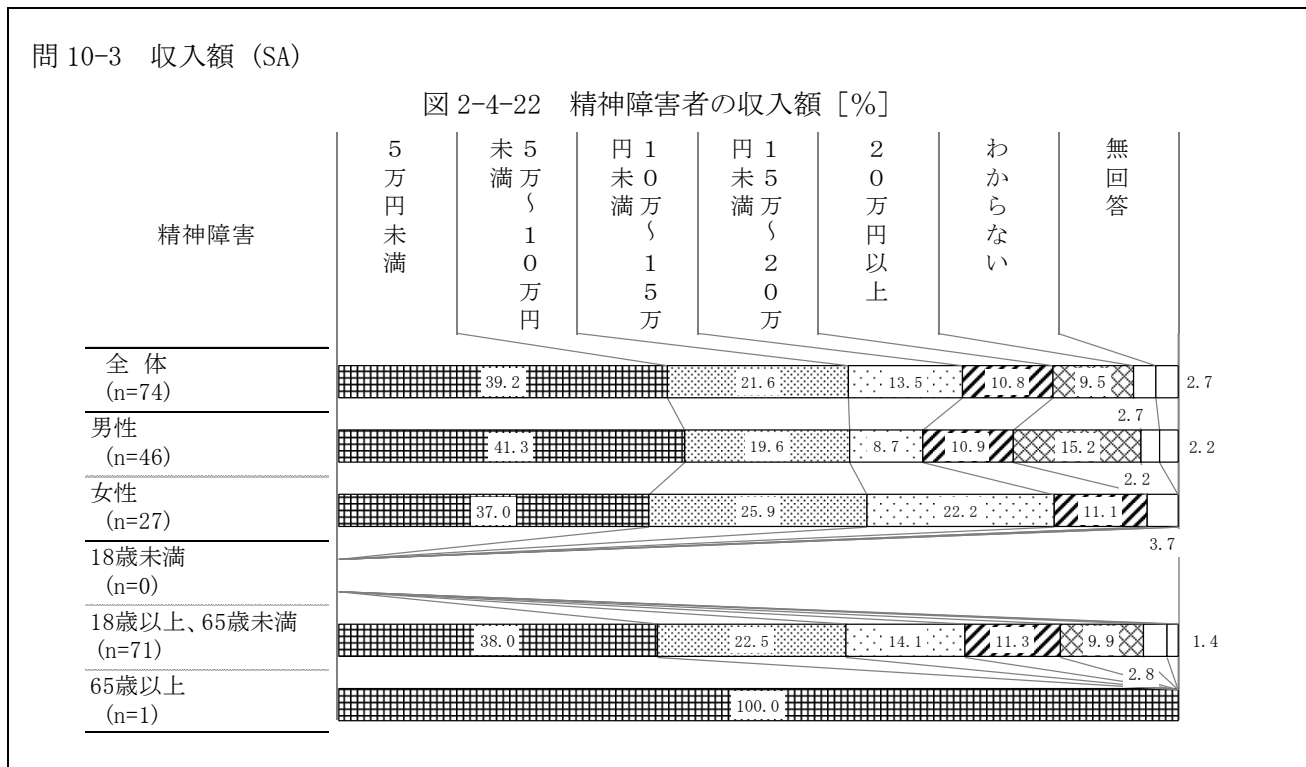 問 10-3　収入額（SA）
図 2-4-22　精神障害者の収入額［％］
精神障害
５万円未満
５万～１０万円
未満
１０万～１５万
円未満
１５万～２０万
円未満
２０万円以上
わからない
無回答
全 体
(n=74)
39.2
21.6
13.5
10.8
9.5
2.7
2.7
男性
(n=46)
41.3
19.6
8.7
10.9
15.2
2.2
2.2
女性
(n=27)
37.0
25.9
22.2
11.1
3.7
18歳未満
(n=0)
18歳以上、65歳未満
(n=71)
38.0
22.5
14.1
11.3
9.9
2.8
1.4
65歳以上
(n=1)
100.0